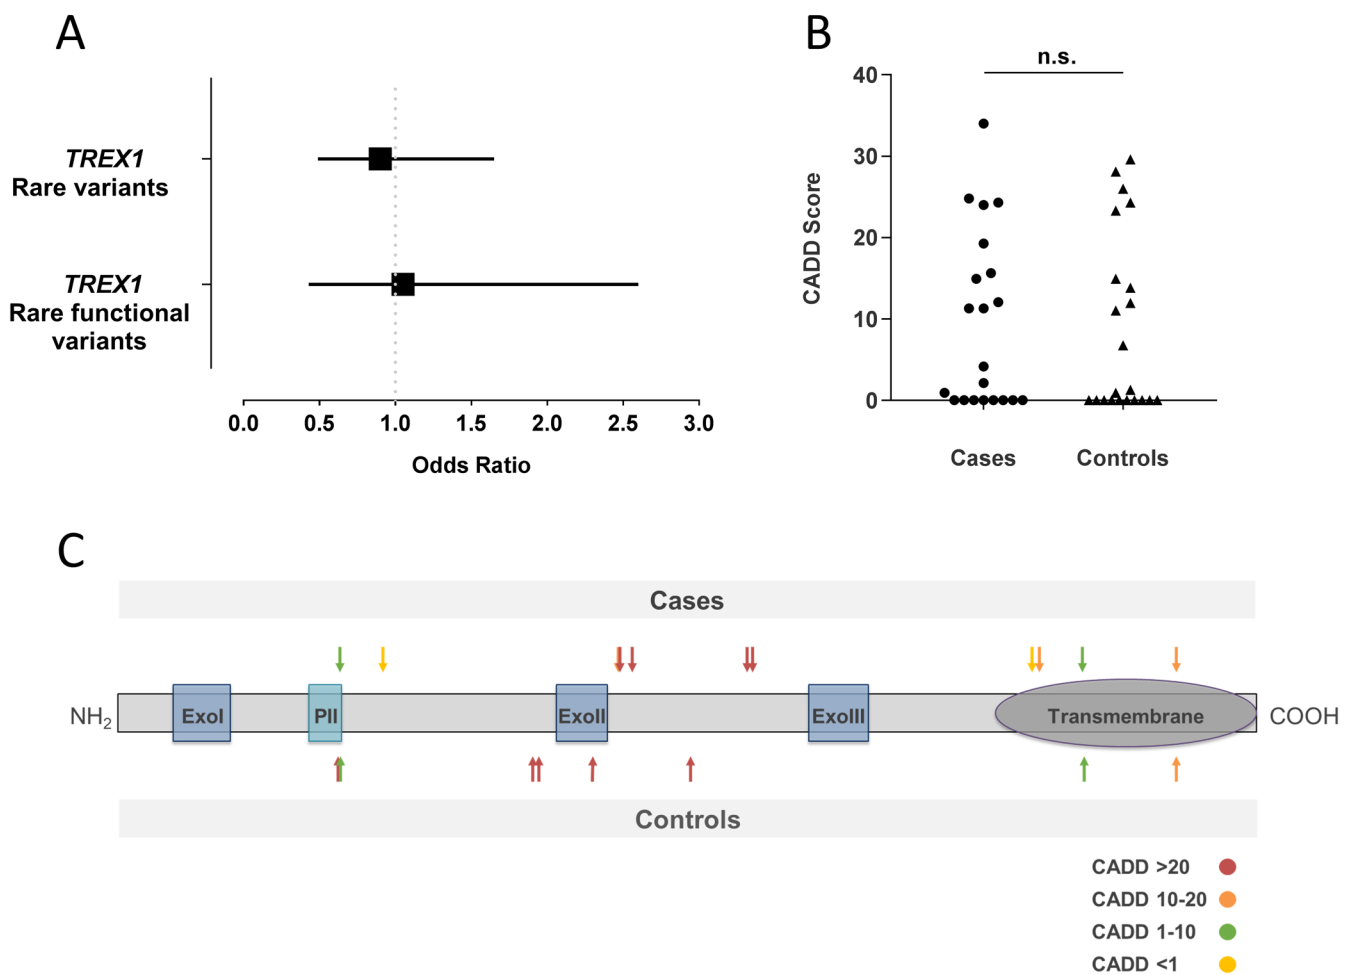 A
TREX1
Rare variants
TREX1
Rare functional
variants
0.0 0.5 1.0 1.5 2.0 2.5 3.0
Odds Ratio
B
n.s.
40
30
20
10
0
CADD Score
Cases Controls
C
Cases
NH2 ExoI PII ExoII ExoIII Transmembrane COOH
Controls
CADD >20
CADD 10-20
CADD 1-10
CADD <1